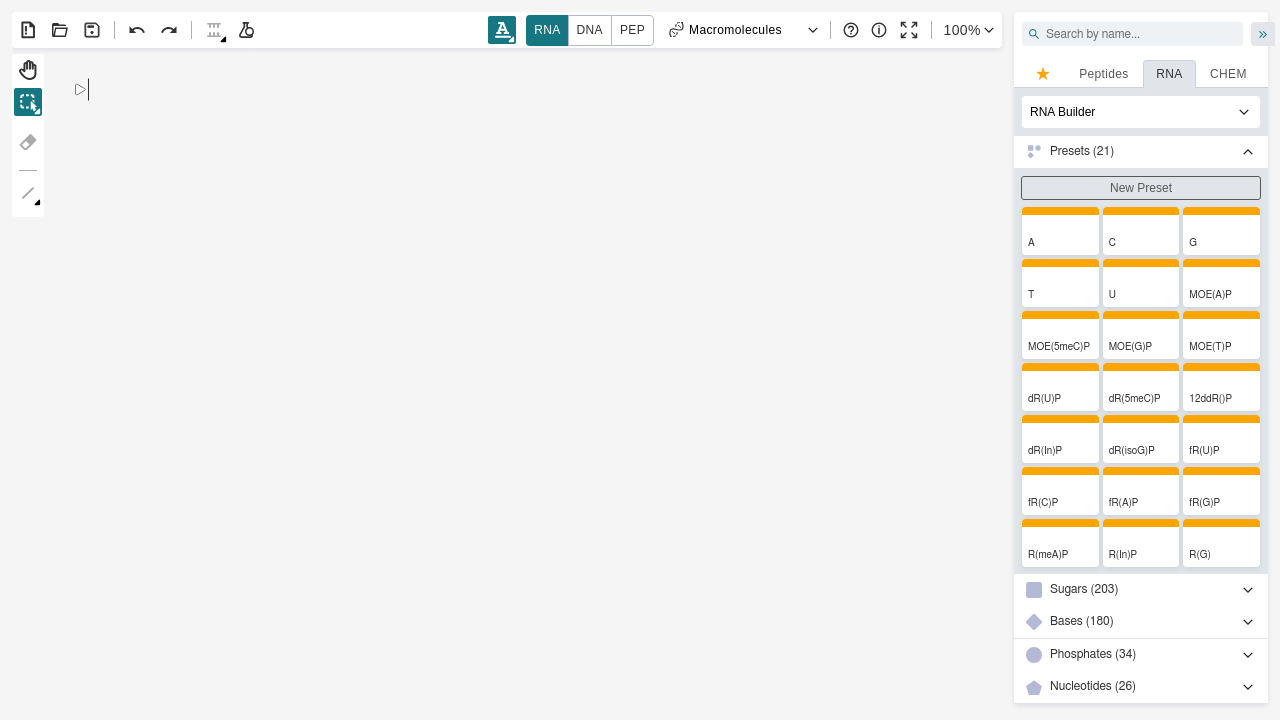 A RNA DNA PEP Macromolecules 100%
Search by name...
Peptides RNA CHEM
RNA Builder
Presets (21)
New Preset
A C G
T U MOE(A)P
MOE(5meC)P MOE(G)P MOE(T)P
dR(U)P dR(5meC)P 12ddR()P
dR(In)P dR(isoG)P fR(U)P
fR(C)P fR(A)P fR(G)P
R(meA)P R(In)P R(G)
Sugars (203)
Bases (180)
Phosphates (34)
Nucleotides (26)